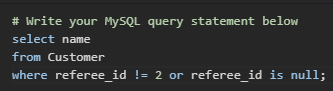 # Write your MySQL query statement below
select name
from Customer
where referee_id != 2 or referee_id is null;